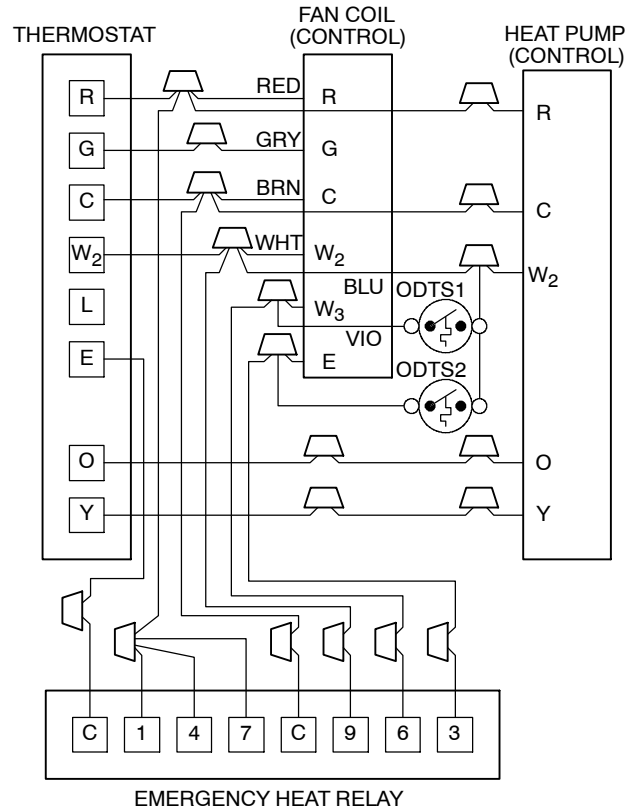 THERMOSTAT
FAN COIL
(CONTROL)
HEAT PUMP
(CONTROL)
R
RED
R
R
G
GRY
G
C
BRN
C
C
W2
WHT
W2
W2
L
BLU
ODTS1
W3
VIO
E
E
ODTS2
O
O
Y
Y
C
1
4
7
C
9
6
3
EMERGENCY HEAT RELAY